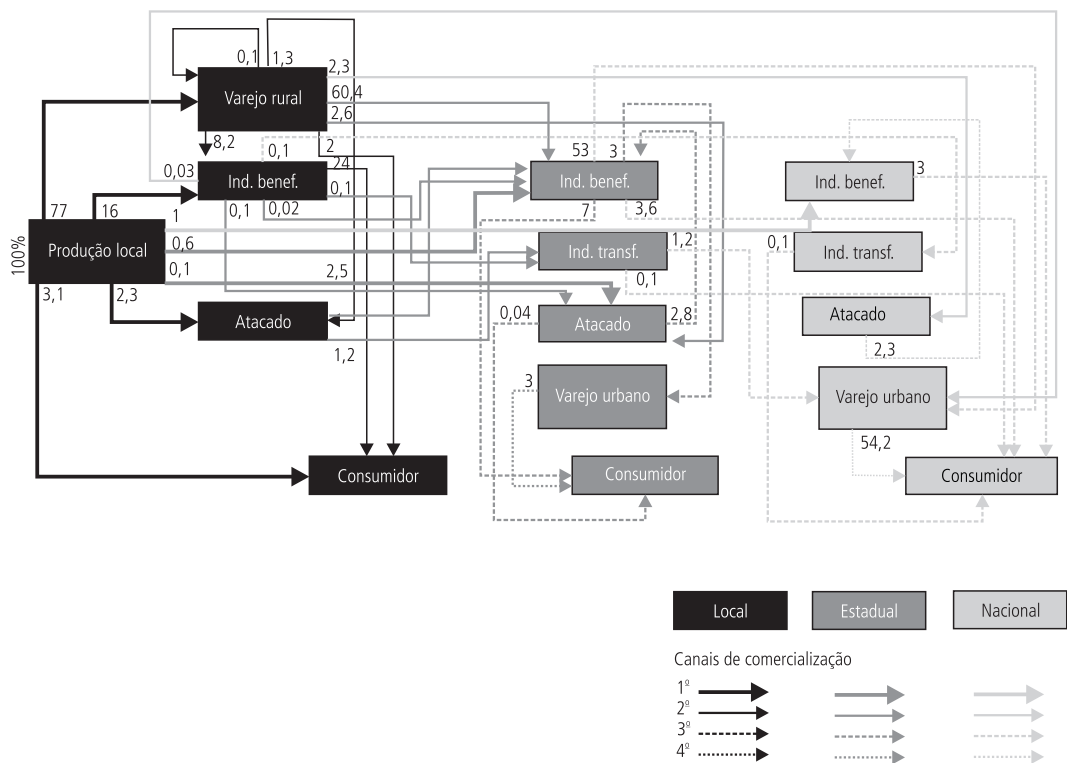 0,1
1,3
2,3
Varejo rural
60,4
2,6
8,2
2
0,1
24
0,03
Ind. benef.
0,1
0,1
0,02
77
16
1
100%
Produção local
0,6
0,1
3,1
2,3
2,5
Atacado
1,2
Consumidor
53
3
Ind. benef.
7
3,6
Ind. transf.
1,2
0,1
0,04
Atacado
2,8
3
Varejo urbano
Consumidor
Ind. benef.
3
0,1
Ind. transf.
Atacado
2,3
Varejo urbano
54,2
Consumidor
Local
Estadual
Nacional
Canais de comercialização
1º
2º
3º
4º